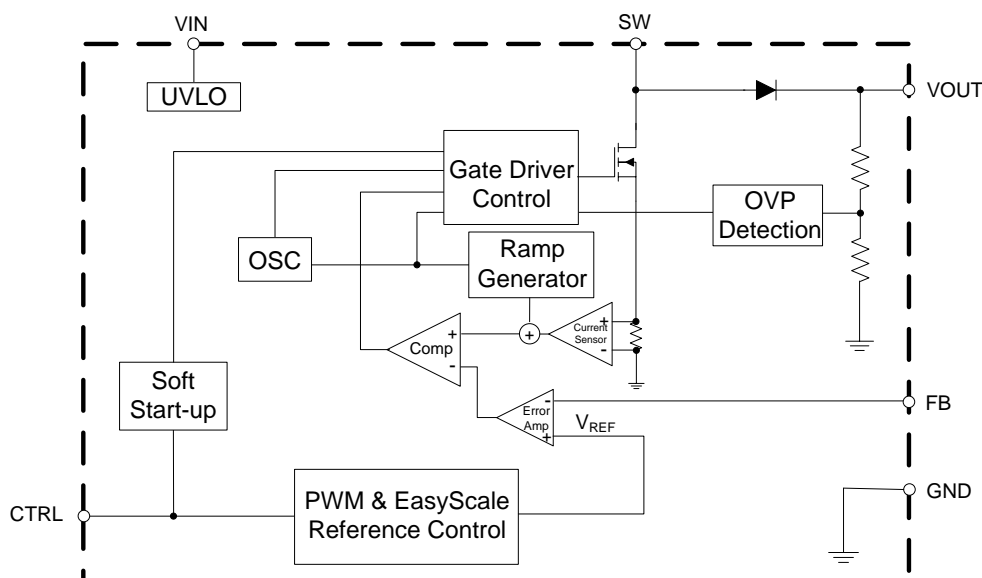 VIN
SW
UVLO
VOUT
Gate Driver
Control
OVP
Detection
OSC
Ramp
Generator
+
-
Current
Sensor
+
+
-
Comp
Soft
Start-up
-
+
Error
Amp
VREF
FB
CTRL
PWM & EasyScale
Reference Control
GND